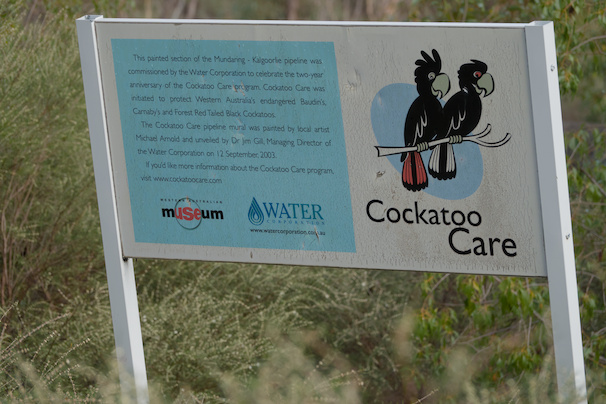 This painted section of the Mundaring - Kalgoorlie pipeline was
commissioned by the Water Corporation to celebrate the two-year
anniversary of the Cockatoo Care program. Cockatoo Care was
initiated to protect Western Australia's endangered Baudin's,
Carnaby's and Forest Red Tailed Black Cockatoos.
The Cockatoo Care pipeline mural was painted by local artist
Michael Arnold and unveiled by Dr Jim Gill, Managing Director of
the Water Corporation on 12 September, 2003.
If you'd like more information about the Cockatoo Care program,
visit www.cockatoocare.com
WESTERN AUSTRALIAN
museum
WATER
CORPORATION
www.watercorporation.com.au
Cockatoo
Care